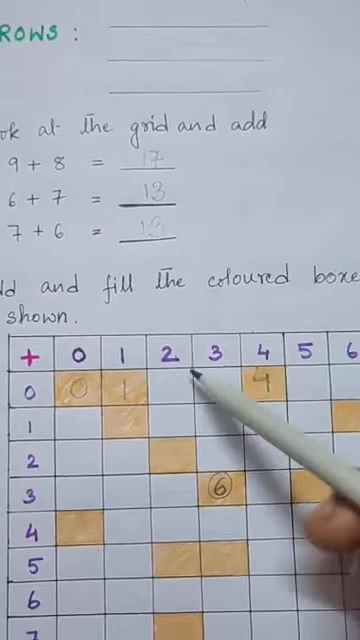 ROWS :
ok at the grid and add
9 + 8 = 17
6 + 7 = 13
7 + 6 = 13
dd and fill the coloured boxe
shown.
+ 0 1 2 3 4 5 6
0 0 1 4
1
2
3 6
4
5
6
7